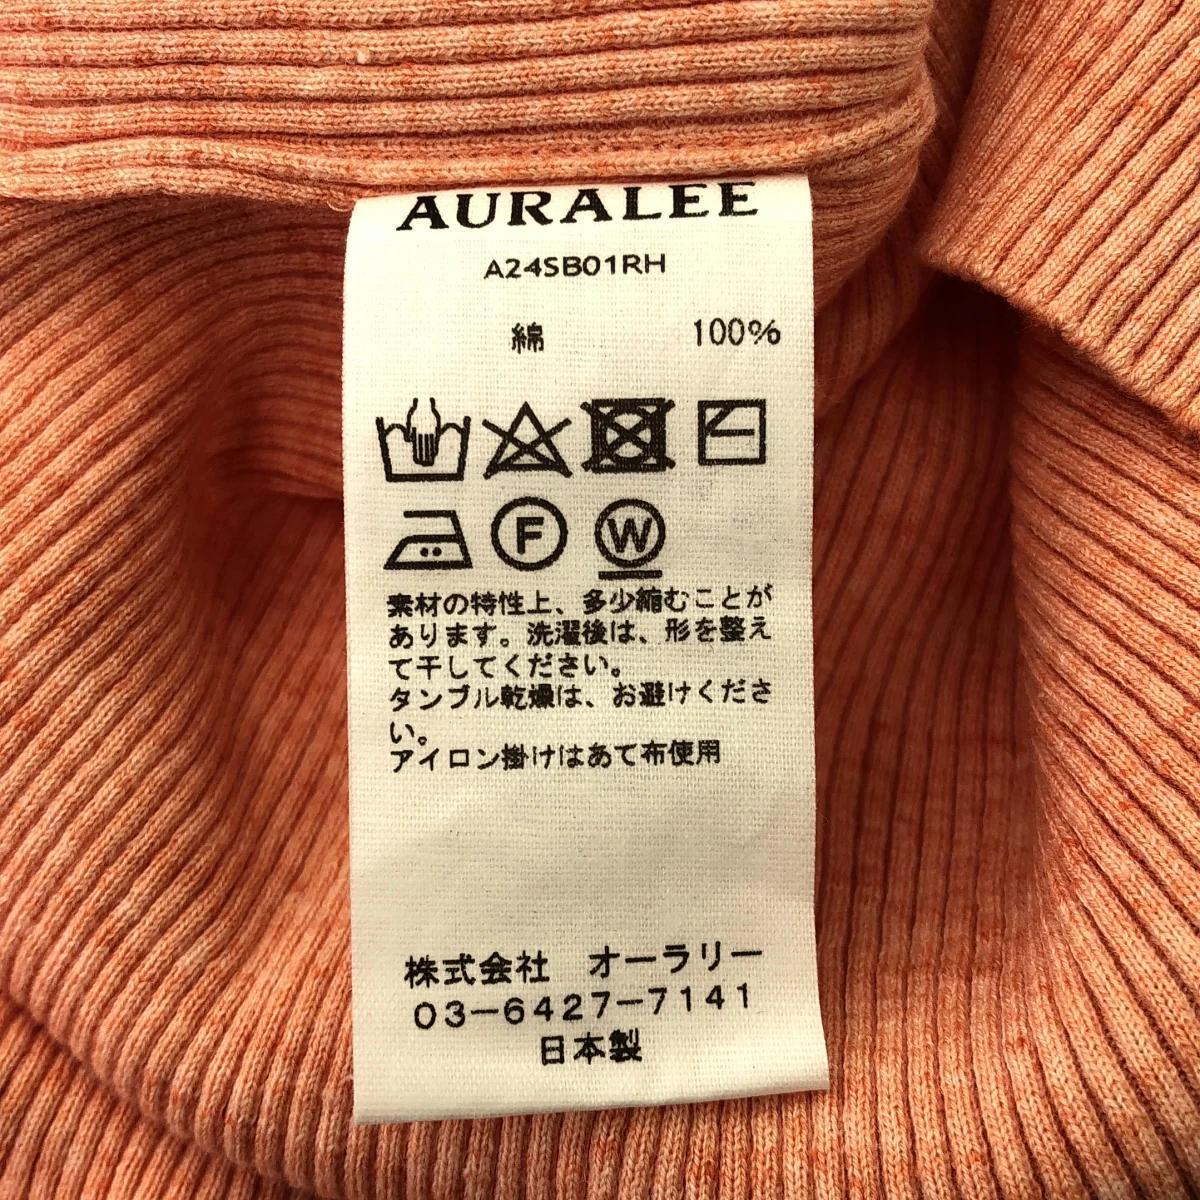 AURALEE
A24SB01RH
綿 100%
F W
素材の特性上、多少縮むことが
あります。洗濯後は、形を整え
て干してください。
タンブル乾燥は、お避けくださ
い。
アイロン掛けはあて布使用
株式会社 オーラリー
03-6427-7141
日本製